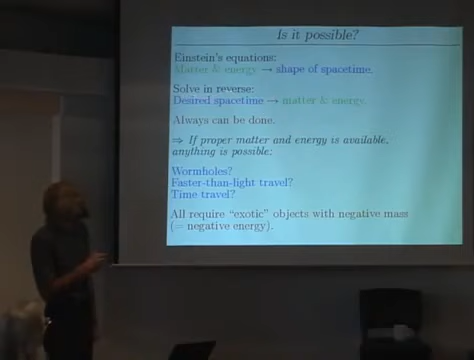 Is it possible?
Einstein's equations:
Matter & energy → shape of spacetime.
Solve in reverse:
Desired spacetime → matter & energy.
Always can be done.
⇒ If proper matter and energy is available,
anything is possible:
Wormholes?
Faster-than-light travel?
Time travel?
All require "exotic" objects with negative mass
(= negative energy).